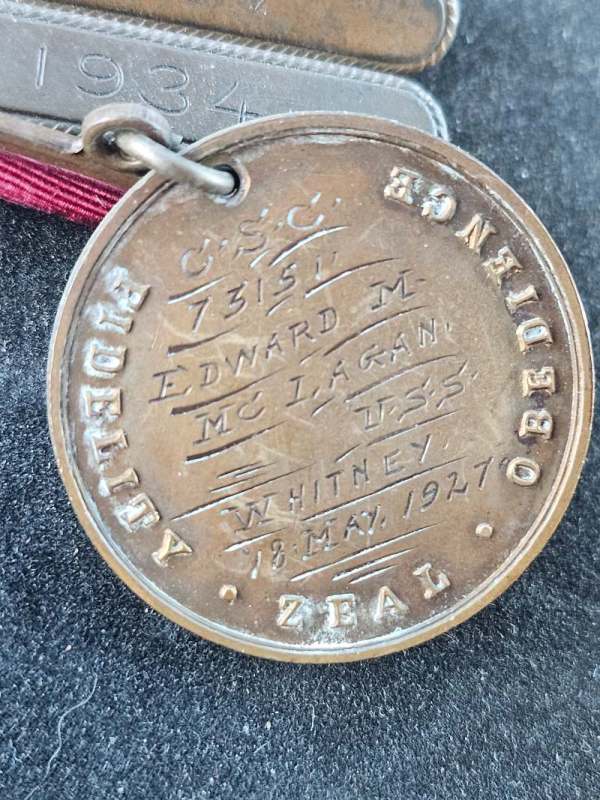 1934
C.S.C.
73151.
EDWARD M.
MC LAGAN.
U.S.S.
WHITNEY.
18. MAY. 1927.
FIDELITY · ZEAL · OBEDIENCE